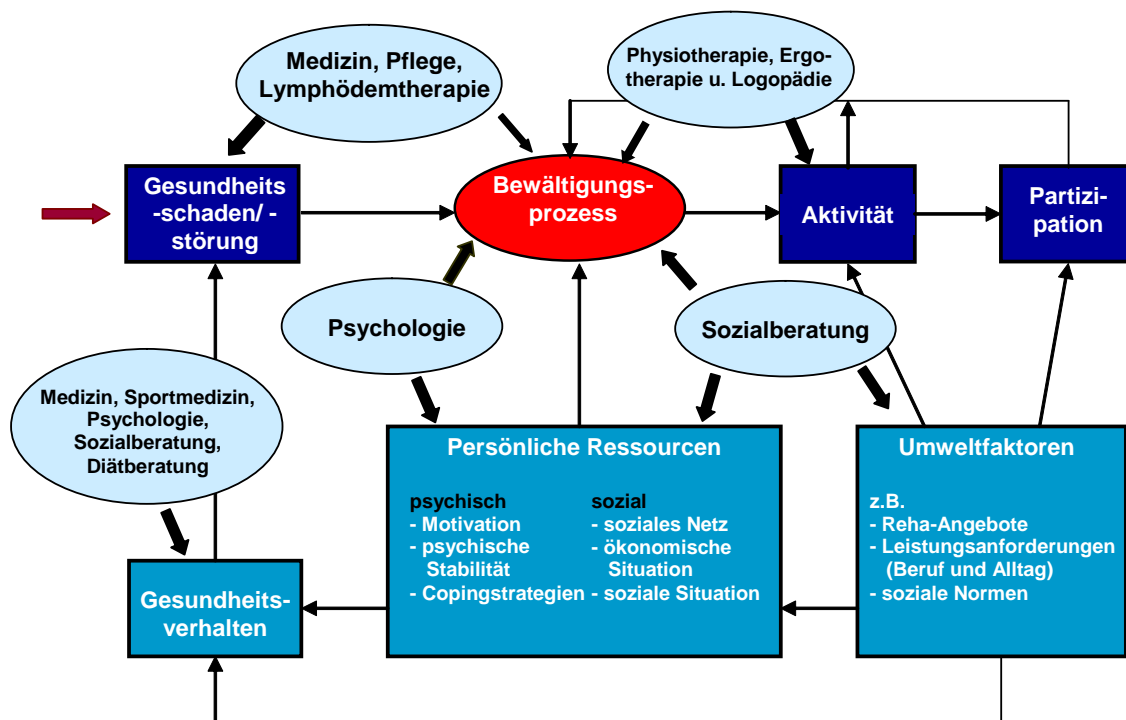 Medizin, Pflege,
Lymphödemtherapie
Physiotherapie, Ergo-
therapie u. Logopädie
Gesundheits
-schaden/ -
störung
Bewältigungs-
prozess
Aktivität
Partizi-
pation
Psychologie
Sozialberatung
Medizin, Sportmedizin,
Psychologie,
Sozialberatung,
Diätberatung
Gesundheits-
verhalten
Persönliche Ressourcen
psychisch
- Motivation
- psychische
Stabilität
- Copingstrategien
sozial
- soziales Netz
- ökonomische
Situation
- soziale Situation
Umweltfaktoren
z.B.
- Reha-Angebote
- Leistungsanforderungen
(Beruf und Alltag)
- soziale Normen